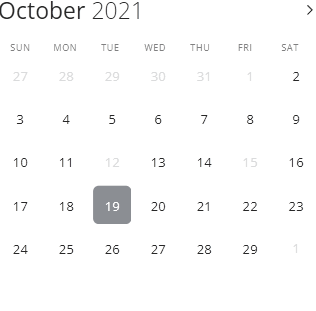 October 2021
SUN MON TUE WED THU FRI SAT
27 28 29 30 31 1 2
3 4 5 6 7 8 9
10 11 12 13 14 15 16
17 18 19 20 21 22 23
24 25 26 27 28 29 1